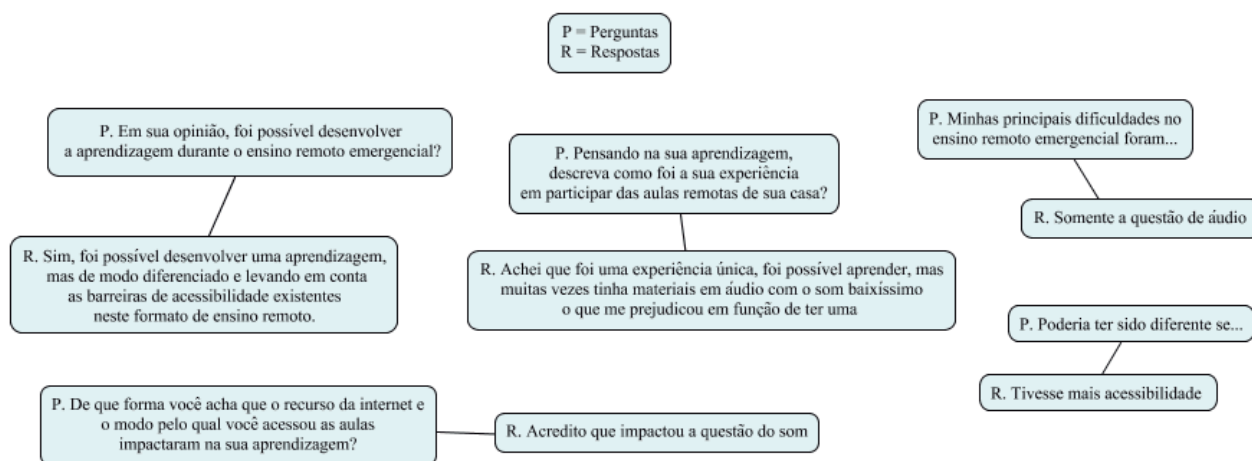 P = Perguntas
R = Respostas
P. Em sua opinião, foi possível desenvolver
a aprendizagem durante o ensino remoto emergencial?
R. Sim, foi possível desenvolver uma aprendizagem,
mas de modo diferenciado e levando em conta
as barreiras de acessibilidade existentes
neste formato de ensino remoto.
P. Pensando na sua aprendizagem,
descreva como foi a sua experiência
em participar das aulas remotas de sua casa?
R. Achei que foi uma experiência única, foi possível aprender, mas
muitas vezes tinha materiais em áudio com o som baixíssimo
o que me prejudicou em função de ter uma
P. Minhas principais dificuldades no
ensino remoto emergencial foram...
R. Somente a questão de áudio
P. Poderia ter sido diferente se...
R. Tivesse mais acessibilidade
P. De que forma você acha que o recurso da internet e
o modo pelo qual você acessou as aulas
impactaram na sua aprendizagem?
R. Acredito que impactou a questão do som